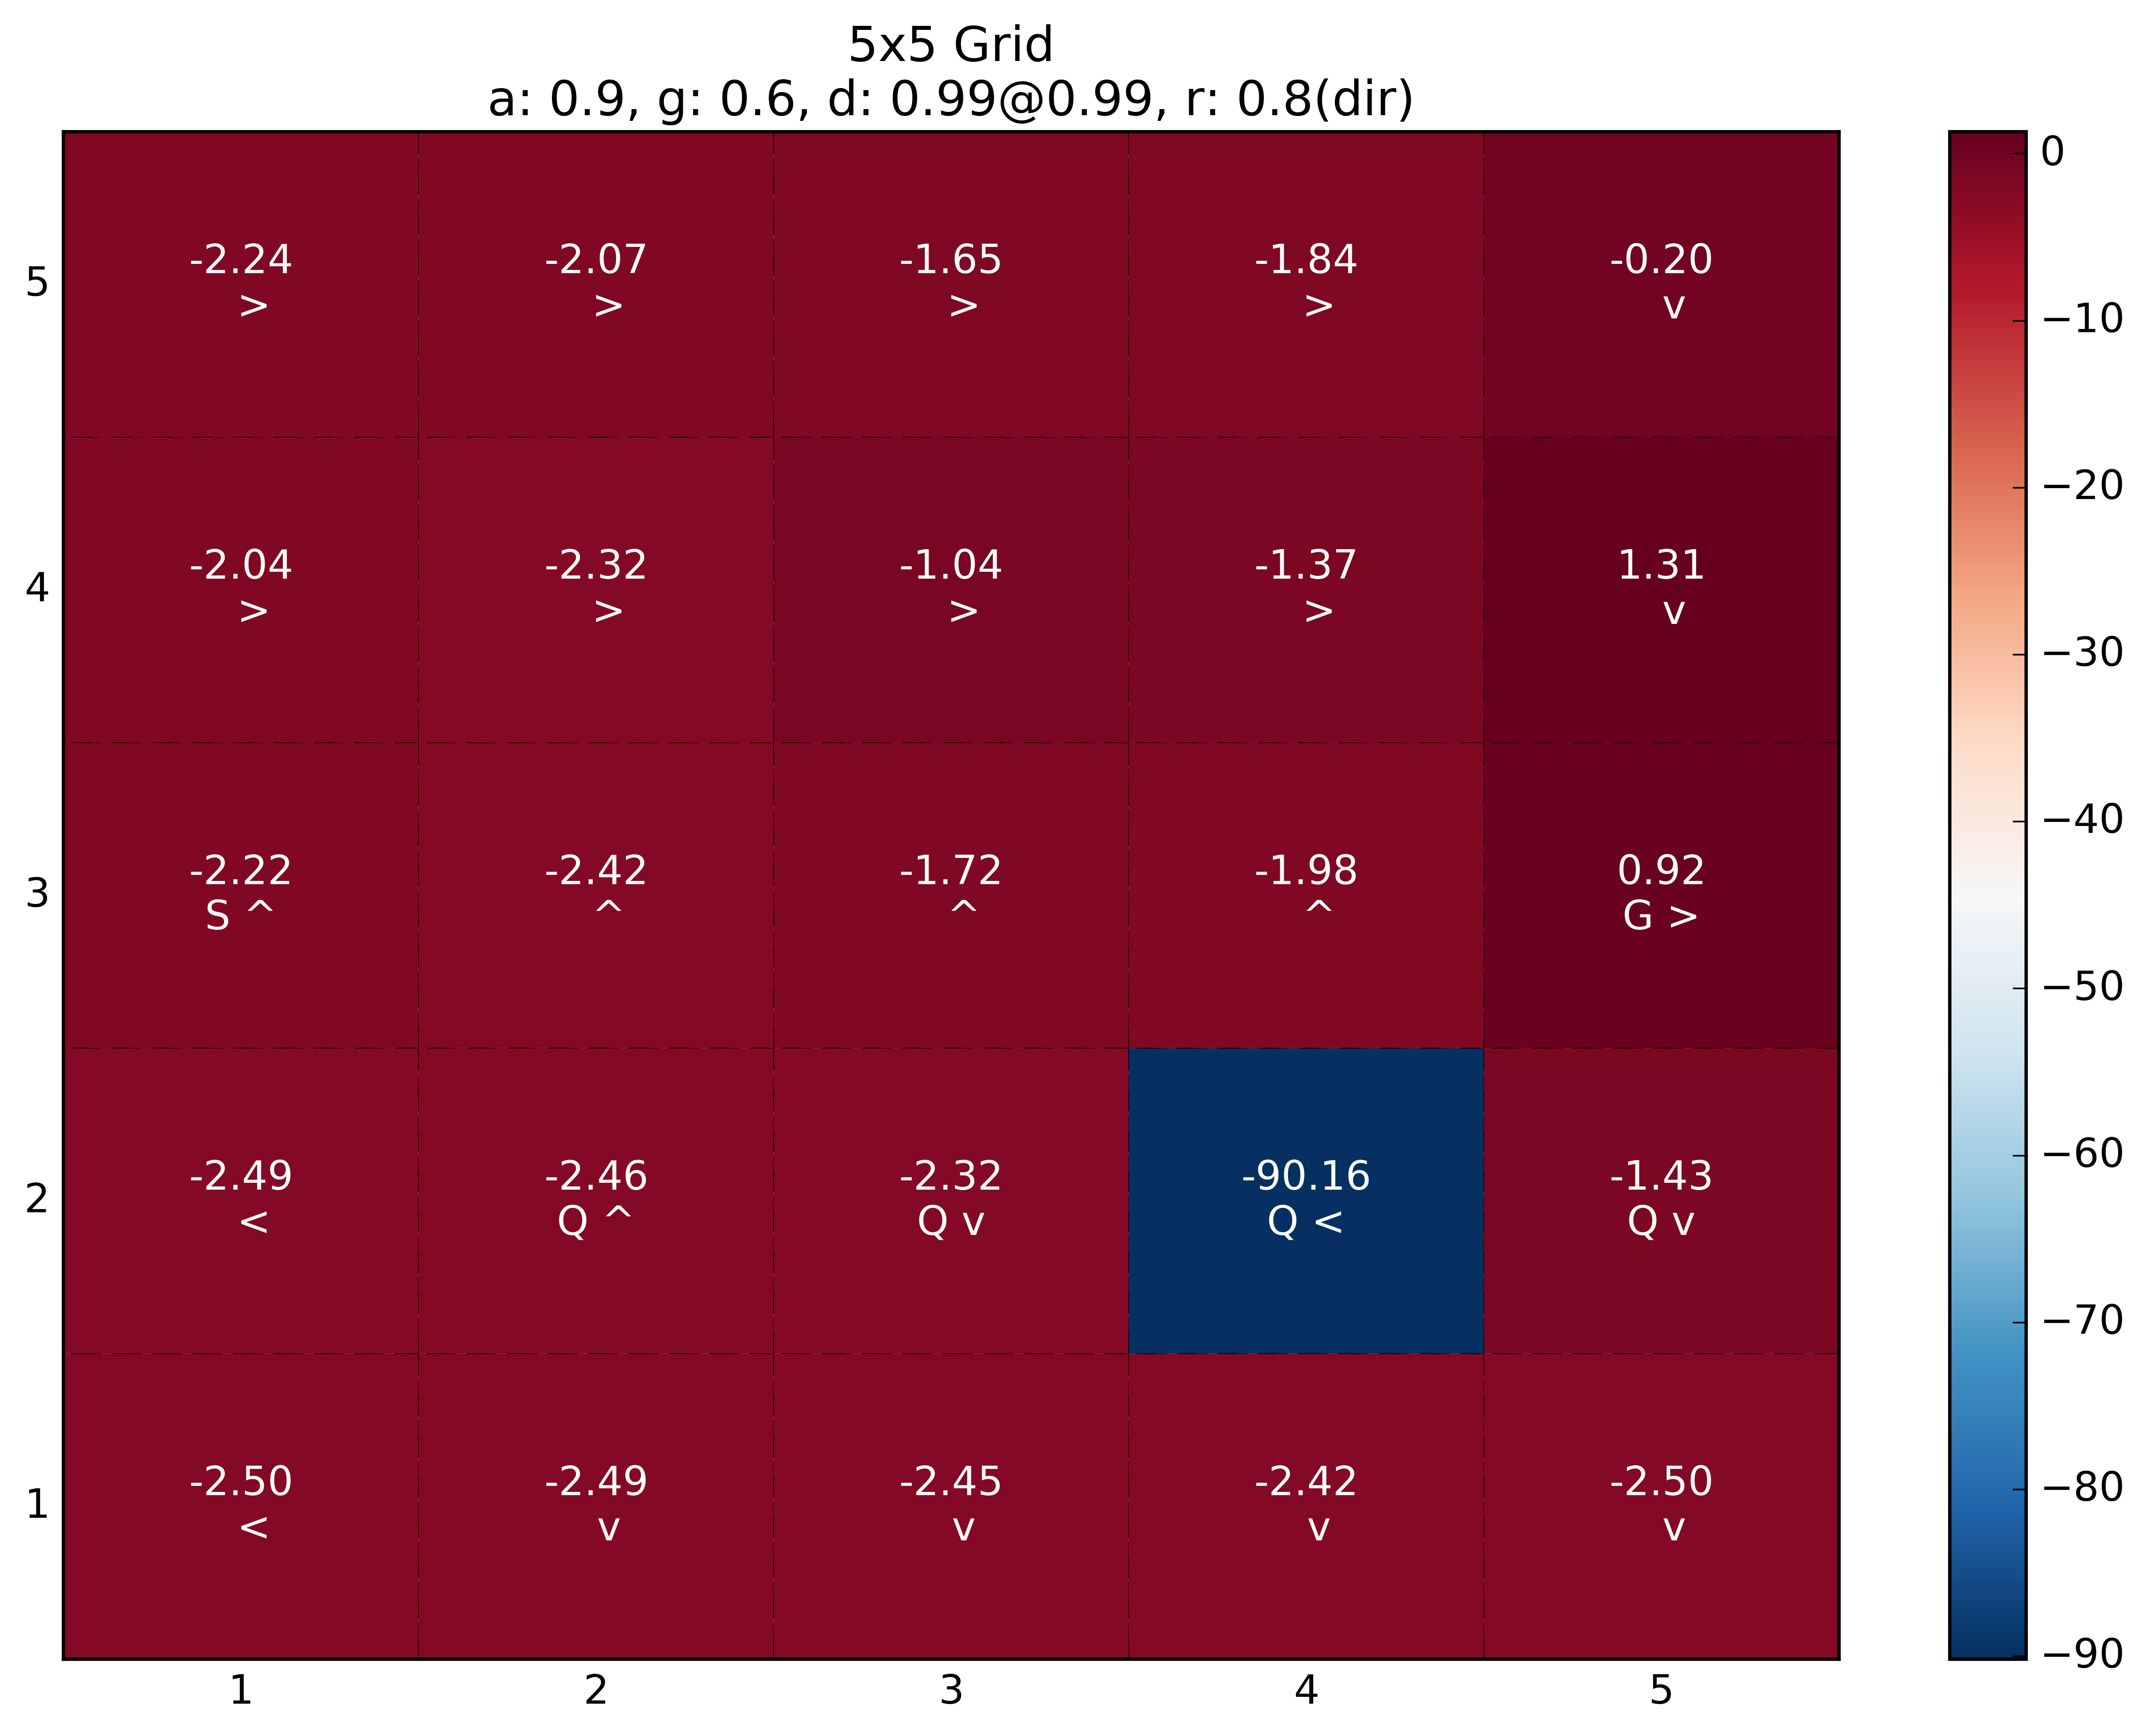 5x5 Grid
a: 0.9, g: 0.6, d: 0.99@0.99, r: 0.8(dir)
5 -2.24 -2.07 -1.65 -1.84 -0.20
> > > > v
4 -2.04 -2.32 -1.04 -1.37 1.31
> > > > v
3 -2.22 -2.42 -1.72 -1.98 0.92
S ^ ^ ^ ^ G >
2 -2.49 -2.46 -2.32 -90.16 -1.43
< Q ^ Q v Q < Q v
1 -2.50 -2.49 -2.45 -2.42 -2.50
< v v v v
1 2 3 4 5
0
−10
−20
−30
−40
−50
−60
−70
−80
−90